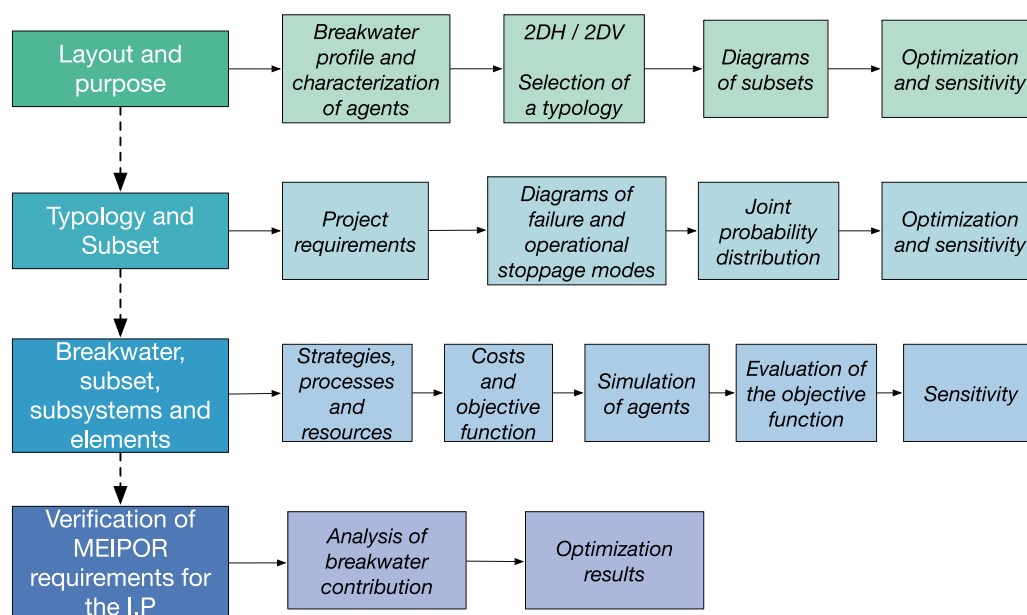 Layout and
purpose
Breakwater
profile and
characterization
of agents
2DH / 2DV
Selection of
a typology
Diagrams
of subsets
Optimization
and sensitivity
Typology and
Subset
Project
requirements
Diagrams of
failure and
operational
stoppage modes
Joint
probability
distribution
Optimization
and sensitivity
Breakwater,
subset,
subsystems and
elements
Strategies,
processes
and
resources
Costs
and
objective
function
Simulation
of agents
Evaluation of
the objective
function
Sensitivity
Verification of
MEIPOR
requirements for
the I.P
Analysis of
breakwater
contribution
Optimization
results